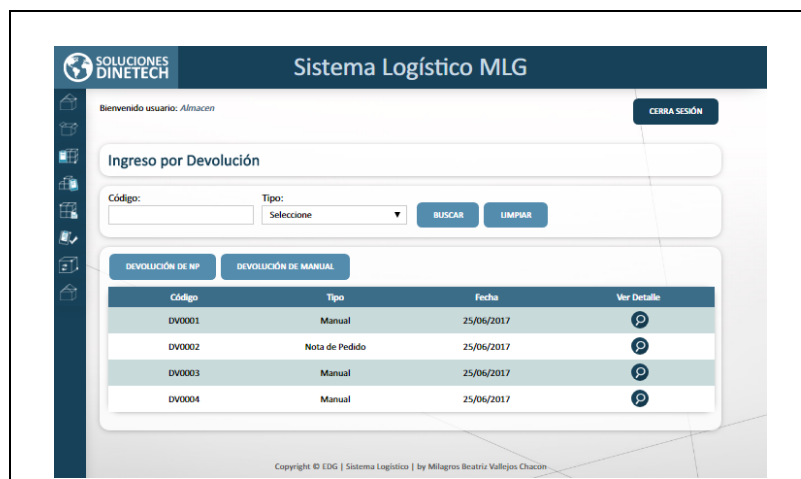 SOLUCIONES
DINETECH
Sistema Logístico MLG
Bienvenido usuario: Almacen
CERRA SESIÓN
Ingreso por Devolución
Código: Tipo:
Seleccione BUSCAR LIMPIAR
DEVOLUCIÓN DE NP DEVOLUCIÓN DE MANUAL
Código Tipo Fecha Ver Detalle
DV0001 Manual 25/06/2017
DV0002 Nota de Pedido 25/06/2017
DV0003 Manual 25/06/2017
DV0004 Manual 25/06/2017
Copyright © EDG | Sistema Logístico | by Milagros Beatriz Vallejos Chacón